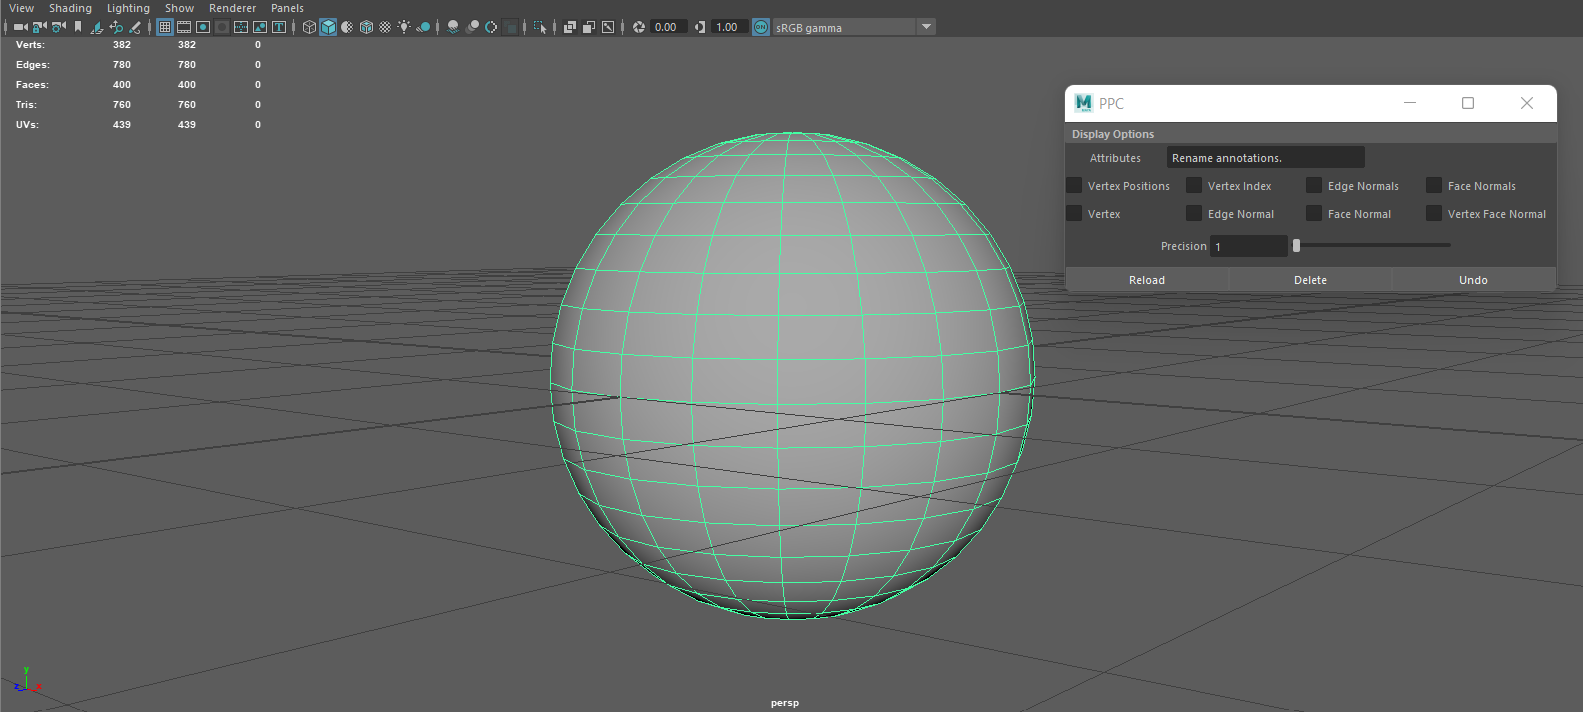 View Shading Lighting Show Renderer Panels
0.00 1.00 ON sRGB gamma
Verts: 382 382 0
Edges: 780 780 0
Faces: 400 400 0
Tris: 760 760 0
UVs: 439 439 0
M PPC
Display Options
Attributes Rename annotations.
Vertex Positions Vertex Index Edge Normals Face Normals
Vertex Edge Normal Face Normal Vertex Face Normal
Precision 1
Reload Delete Undo
y
z x
persp